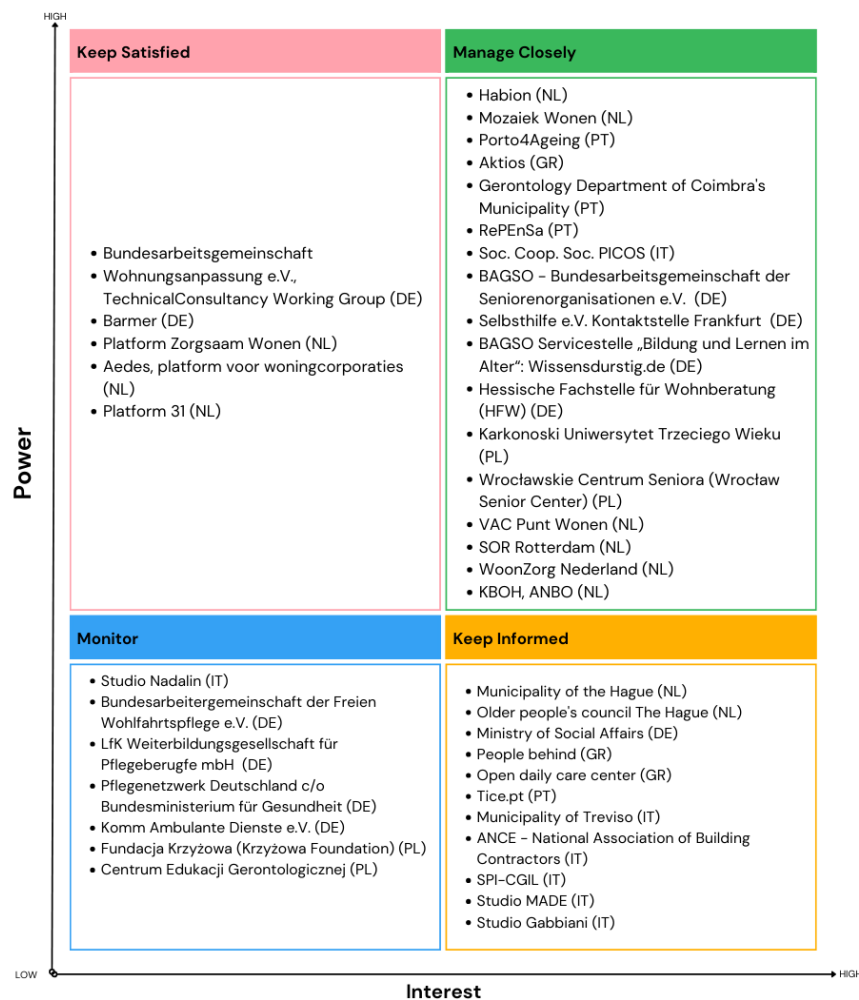 HIGH
Keep Satisfied
• Bundesarbeitsgemeinschaft
• Wohnungsanpassung e.V.,
TechnicalConsultancy Working Group (DE)
• Barmer (DE)
• Platform Zorgsaam Wonen (NL)
• Aedes, platform voor woningcorporaties
(NL)
• Platform 31 (NL)
Manage Closely
• Habion (NL)
• Mozaiek Wonen (NL)
• Porto4Ageing (PT)
• Aktios (GR)
• Gerontology Department of Coimbra's
Municipality (PT)
• RePEnSa (PT)
• Soc. Coop. Soc. PICOS (IT)
• BAGSO - Bundesarbeitsgemeinschaft der
Seniorenorganisationen e.V. (DE)
• Selbsthilfe e.V. Kontaktstelle Frankfurt (DE)
• BAGSO Servicestelle „Bildung und Lernen im
Alter“: Wissensdurstig.de (DE)
• Hessische Fachstelle für Wohnberatung
(HFW) (DE)
• Karkonoski Uniwersytet Trzeciego Wieku
(PL)
• Wrocławskie Centrum Seniora (Wrocław
Senior Center) (PL)
• VAC Punt Wonen (NL)
• SOR Rotterdam (NL)
• WoonZorg Nederland (NL)
• KBOH, ANBO (NL)
Power
Monitor
• Studio Nadalin (IT)
• Bundesarbeitergemeinschaft der Freien
Wohlfahrtspflege e.V. (DE)
• LfK Weiterbildungsgesellschaft für
Pflegeberugfe mbH (DE)
• Pflegenetzwerk Deutschland c/o
Bundesministerium für Gesundheit (DE)
• Komm Ambulante Dienste e.V. (DE)
• Fundacja Krzyżowa (Krzyżowa Foundation) (PL)
• Centrum Edukacji Gerontologicznej (PL)
Keep Informed
• Municipality of the Hague (NL)
• Older people's council The Hague (NL)
• Ministry of Social Affairs (DE)
• People behind (GR)
• Open daily care center (GR)
• Tice.pt (PT)
• Municipality of Treviso (IT)
• ANCE - National Association of Building
Contractors (IT)
• SPI-CGIL (IT)
• Studio MADE (IT)
• Studio Gabbiani (IT)
LOW
HIGH
Interest